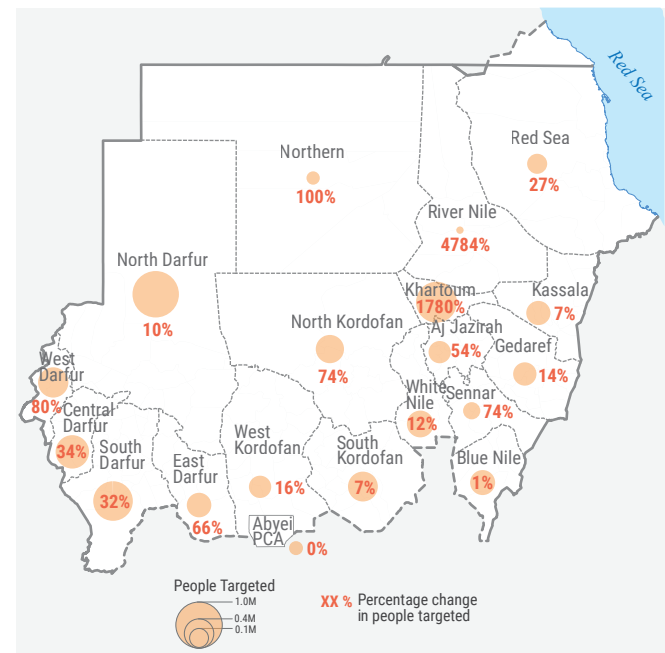 Red Sea
Red Sea
27%
Northern
100%
River Nile
4784%
North Darfur
10%
Khartoum
1780%
Kassala
7%
North Kordofan
74%
Aj Jazirah
54%
Gedaref
14%
West
Darfur
80%
White
Nile
12%
Sennar
74%
Central
Darfur
34%
South
Darfur
32%
East
Darfur
66%
West
Kordofan
16%
South
Kordofan
7%
Blue Nile
1%
Abyei
PCA
0%
People Targeted
1.0M
0.4M
0.1M
XX % Percentage change
in people targeted